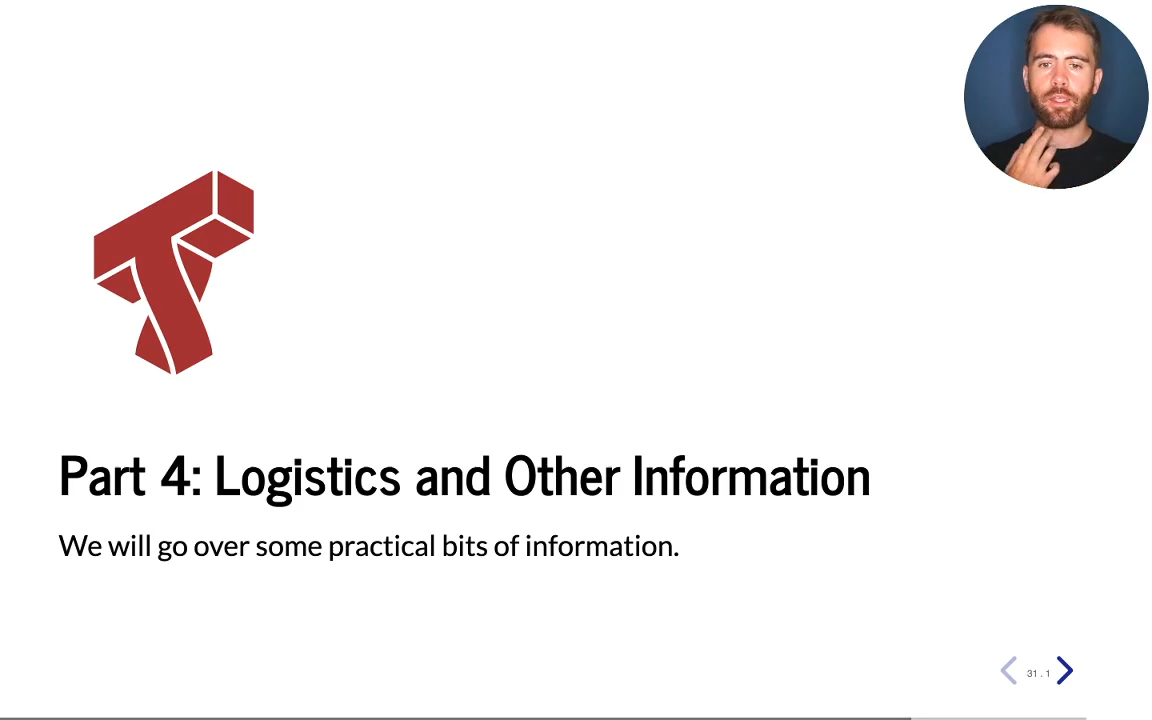 Part 4: Logistics and Other Information
We will go over some practical bits of information.
31 . 1